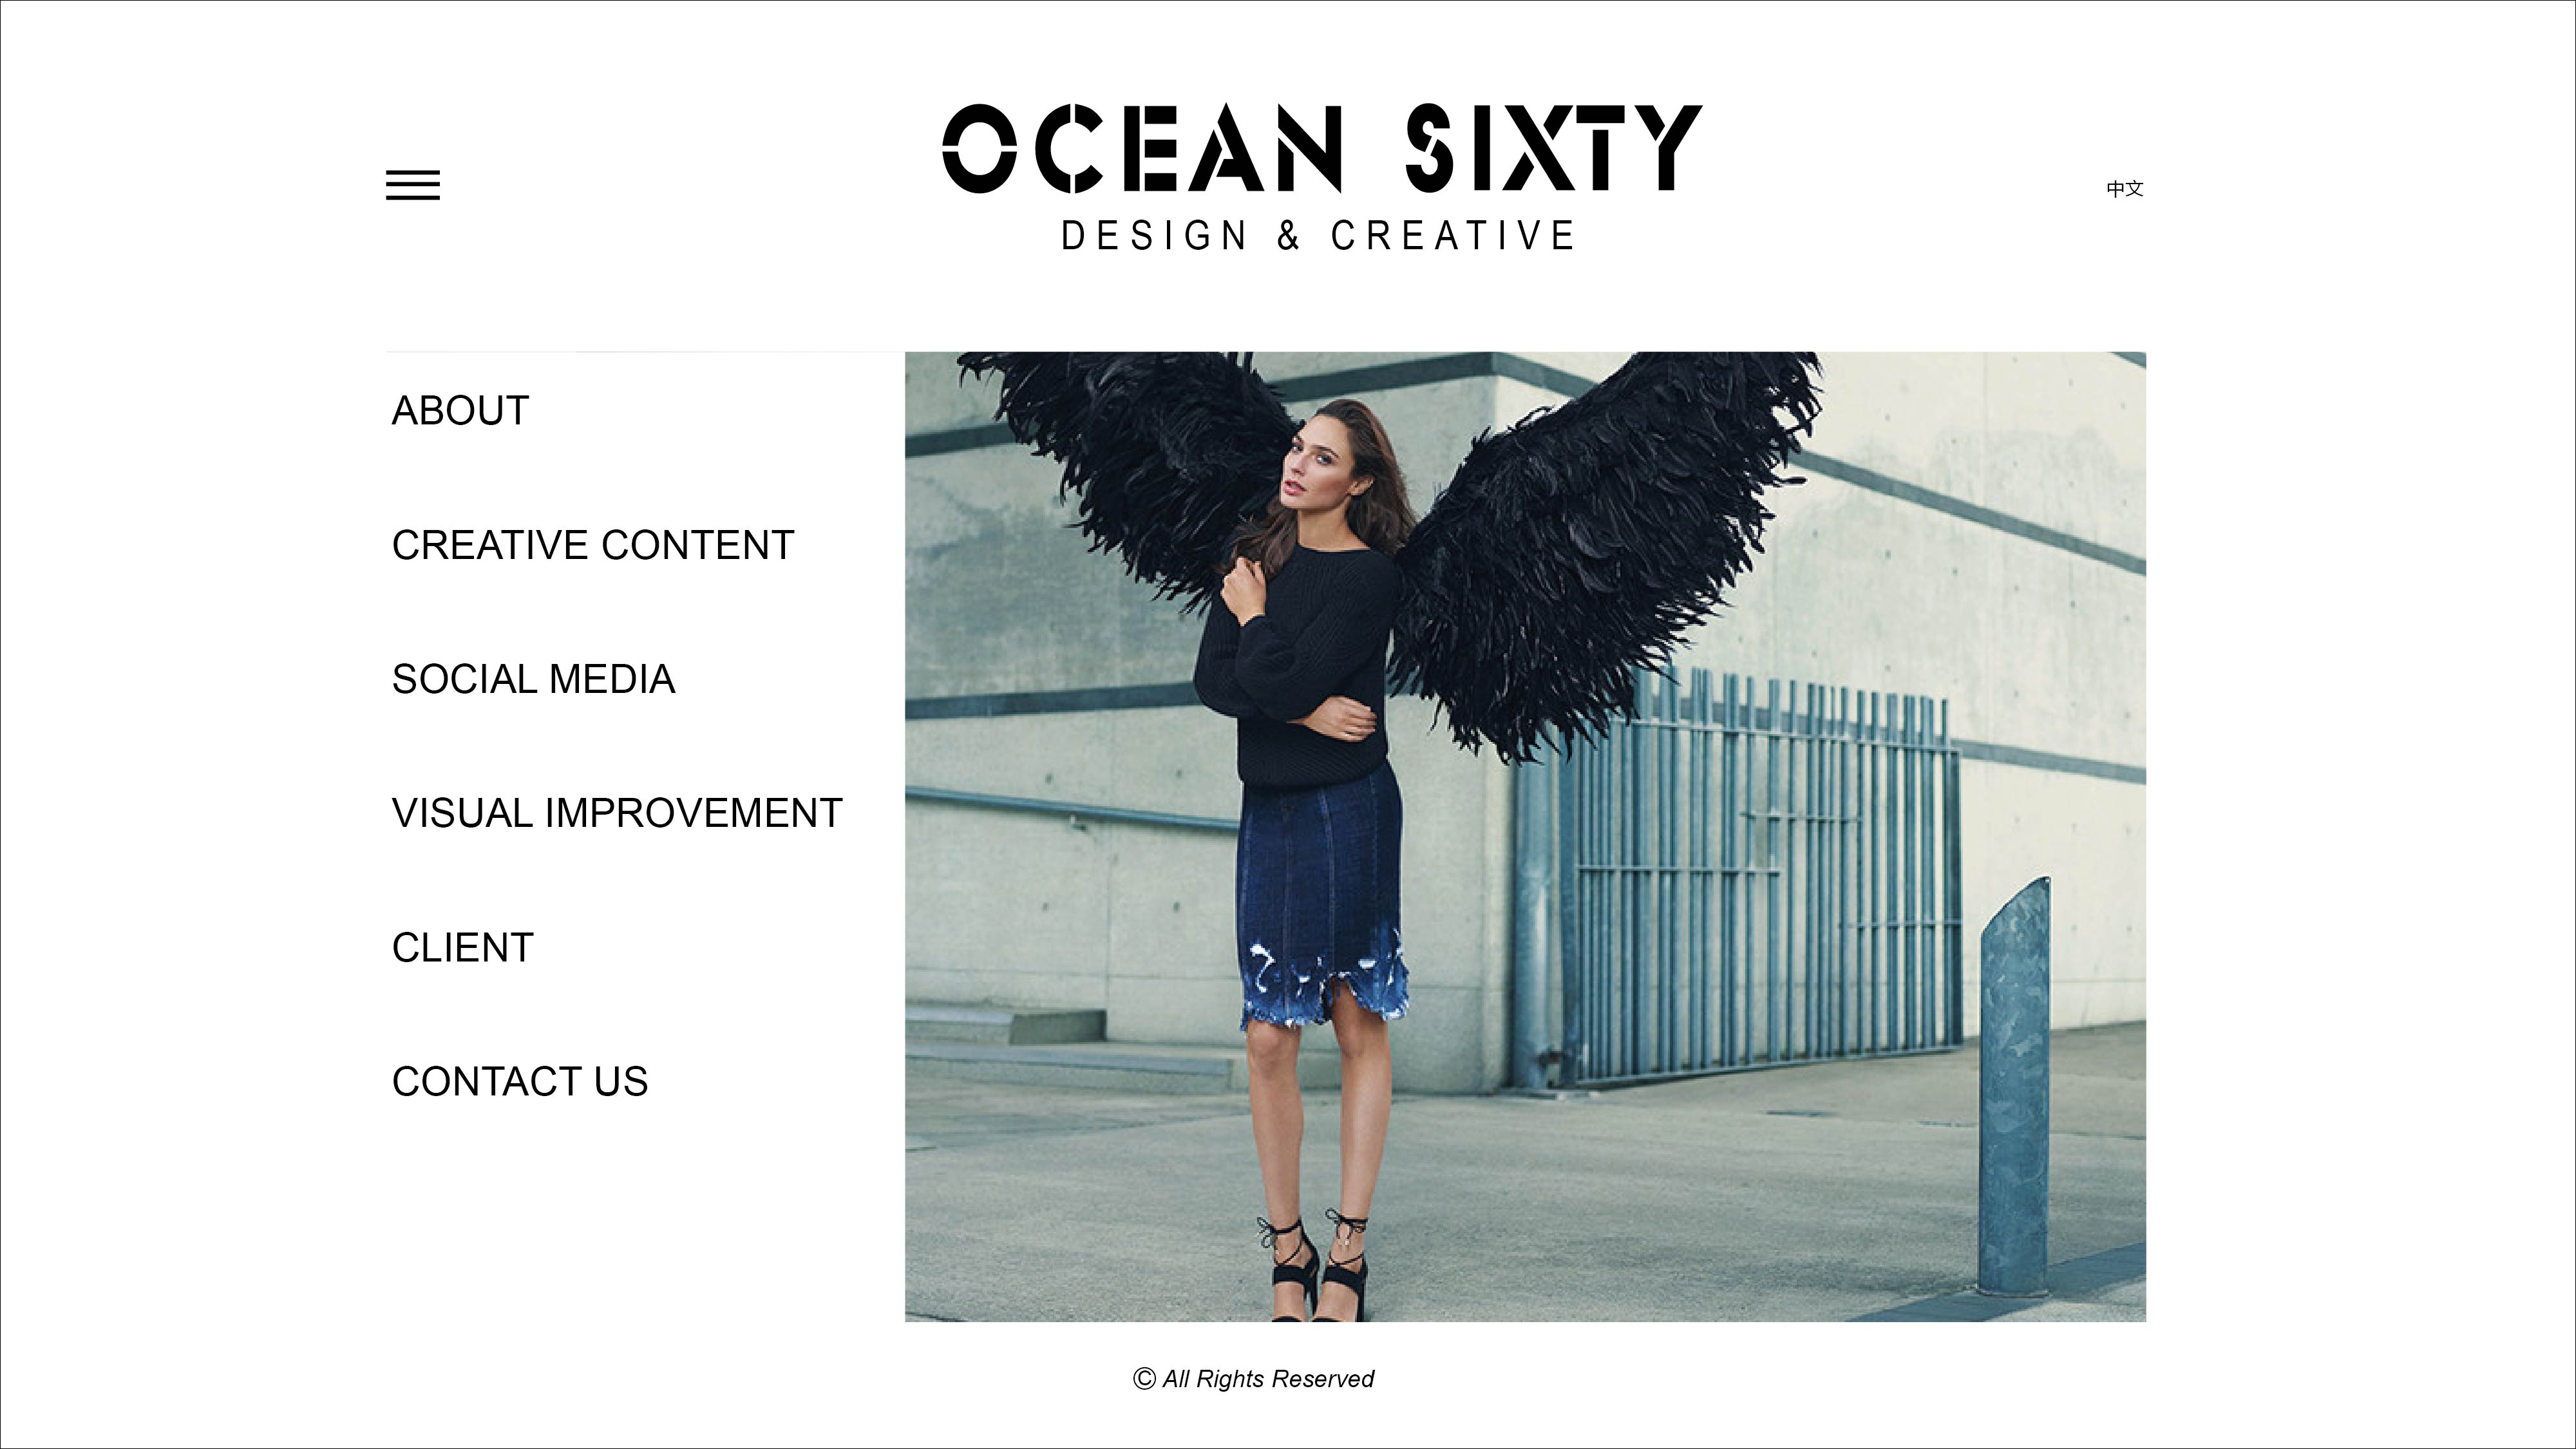 OCEAN SIXTY
DESIGN & CREATIVE
中文
ABOUT
CREATIVE CONTENT
SOCIAL MEDIA
VISUAL IMPROVEMENT
CLIENT
CONTACT US
© All Rights Reserved